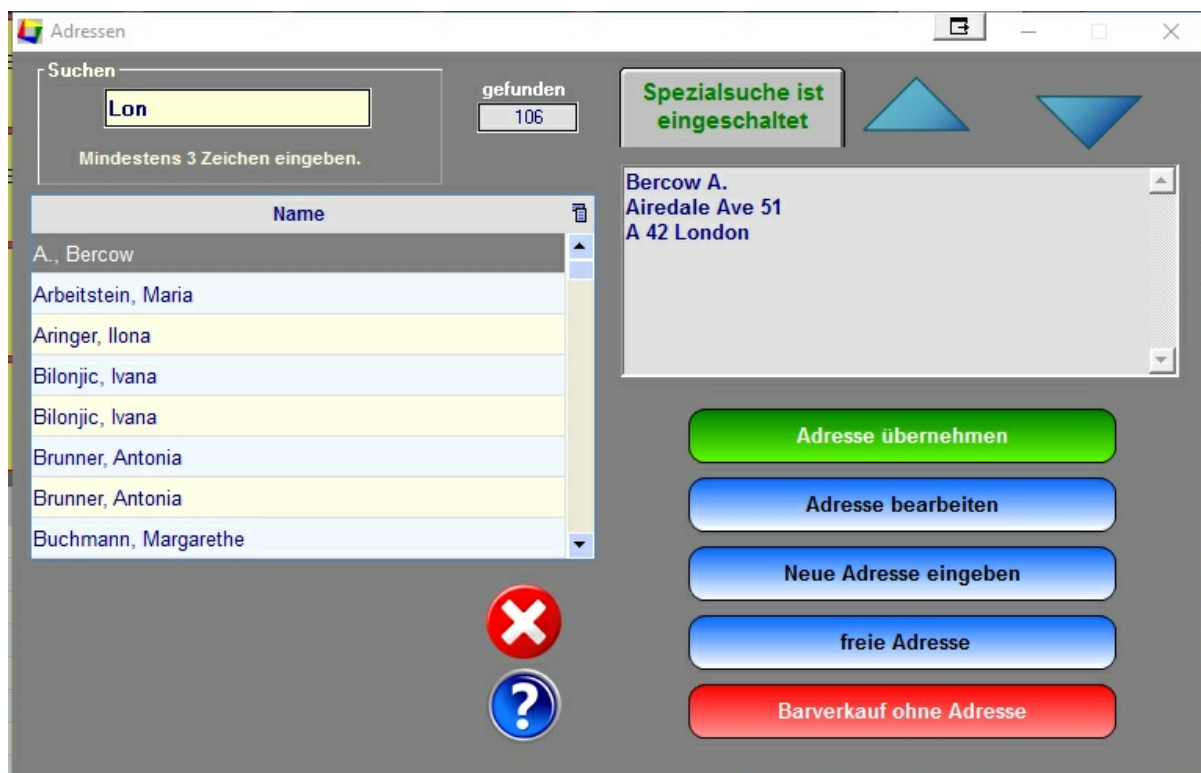 Adressen
Suchen
Lon
Mindestens 3 Zeichen eingeben.
gefunden
106
Spezialsuche ist
eingeschaltet
Name
A., Bercow
Arbeitstein, Maria
Aringer, Ilona
Bilonjic, Ivana
Bilonjic, Ivana
Brunner, Antonia
Brunner, Antonia
Buchmann, Margarethe
Bercow A.
Airedale Ave 51
A 42 London
Adresse übernehmen
Adresse bearbeiten
Neue Adresse eingeben
freie Adresse
Barverkauf ohne Adresse